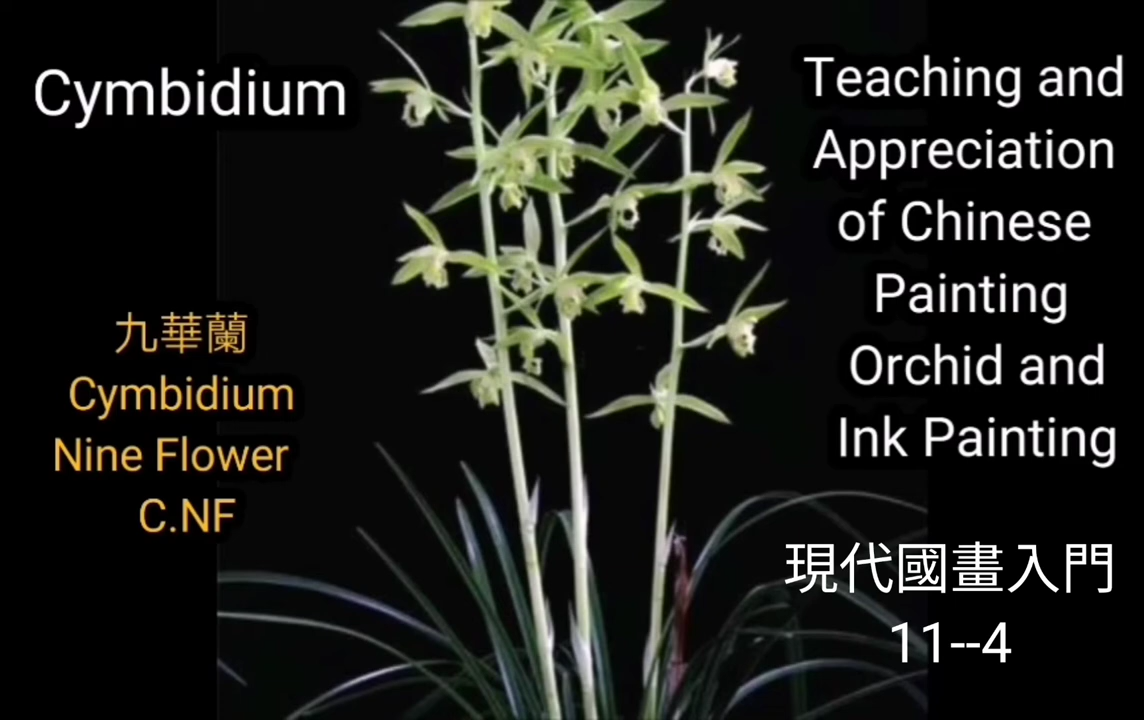 Cymbidium
九華蘭
Cymbidium
Nine Flower
C.NF
Teaching and
Appreciation
of Chinese
Painting
Orchid and
Ink Painting
現代國畫入門
11--4